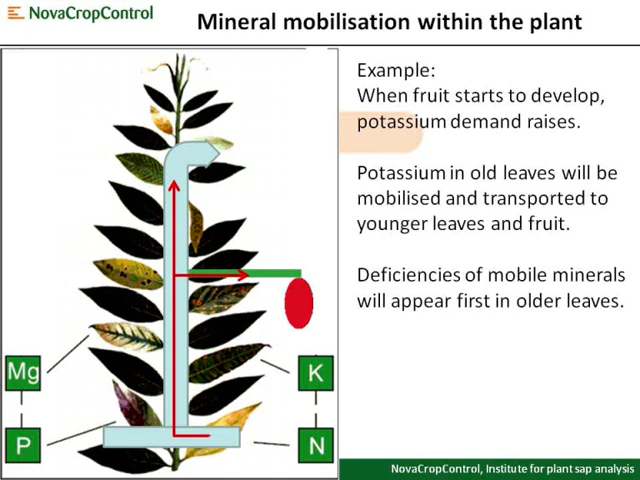 NovaCropControl
Mineral mobilisation within the plant
Example:
When fruit starts to develop,
potassium demand raises.
Potassium in old leaves will be
mobilised and transported to
younger leaves and fruit.
Deficiencies of mobile minerals
will appear first in older leaves.
Mg
K
P
N
NovaCropControl, Institute for plant sap analysis